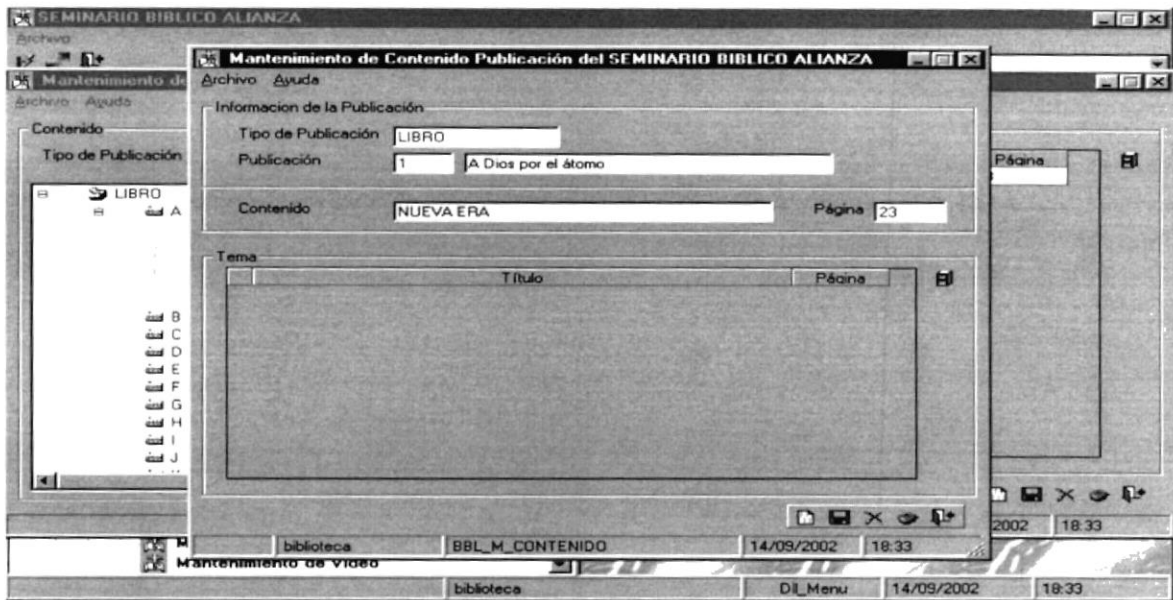 SEMINARIO BIBLICO ALIANZA
Archivo
Mantenimiento de
Archivo Ayuda
Contenido
Tipo de Publicación
LIBRO
A
B
C
D
E
F
G
H
I
J
Página
2002 18:33
Mantenimiento de Contenido Publicación del SEMINARIO BIBLICO ALIANZA
Archivo Ayuda
Informacion de la Publicación
Tipo de Publicación LIBRO
Publicación 1 A Dios por el átomo
Contenido NUEVA ERA Página 23
Tema
Título Página
biblioteca BBL_M_CONTENIDO 14/09/2002 18:33
Mantenimiento de Video
biblioteca DII_Menu 14/09/2002 18:33